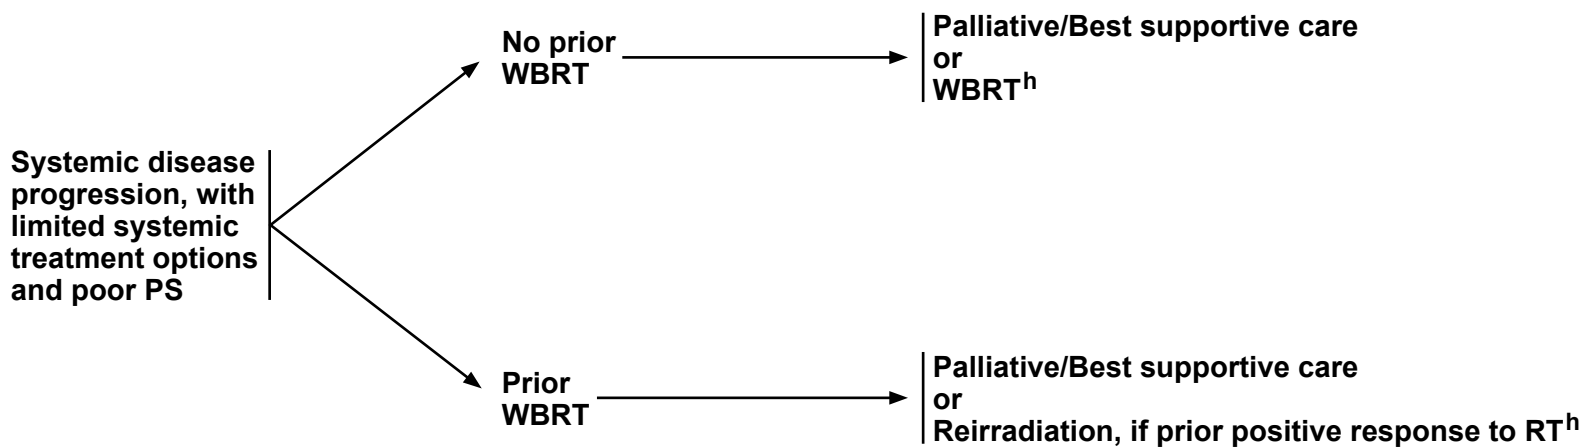 Systemic disease
progression, with
limited systemic
treatment options
and poor PS
No prior
WBRT
Palliative/Best supportive care
or
WBRTʰ
Prior
WBRT
Palliative/Best supportive care
or
Reirradiation, if prior positive response to RTʰ